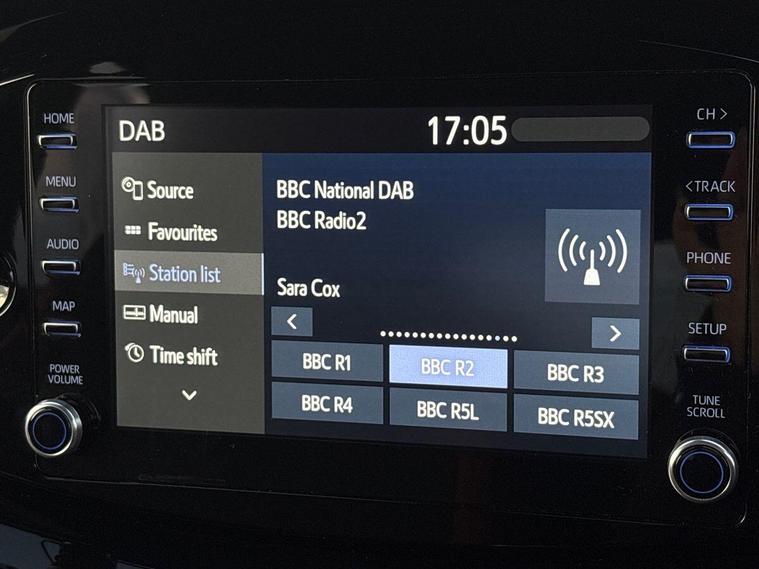 HOME
MENU
AUDIO
MAP
POWER
VOLUME
DAB
17:05
Source
Favourites
Station list
Manual
Time shift
BBC National DAB
BBC Radio2
Sara Cox
<
>
BBC R1
BBC R2
BBC R3
BBC R4
BBC R5L
BBC R5SX
CH >
<TRACK
PHONE
SETUP
TUNE
SCROLL